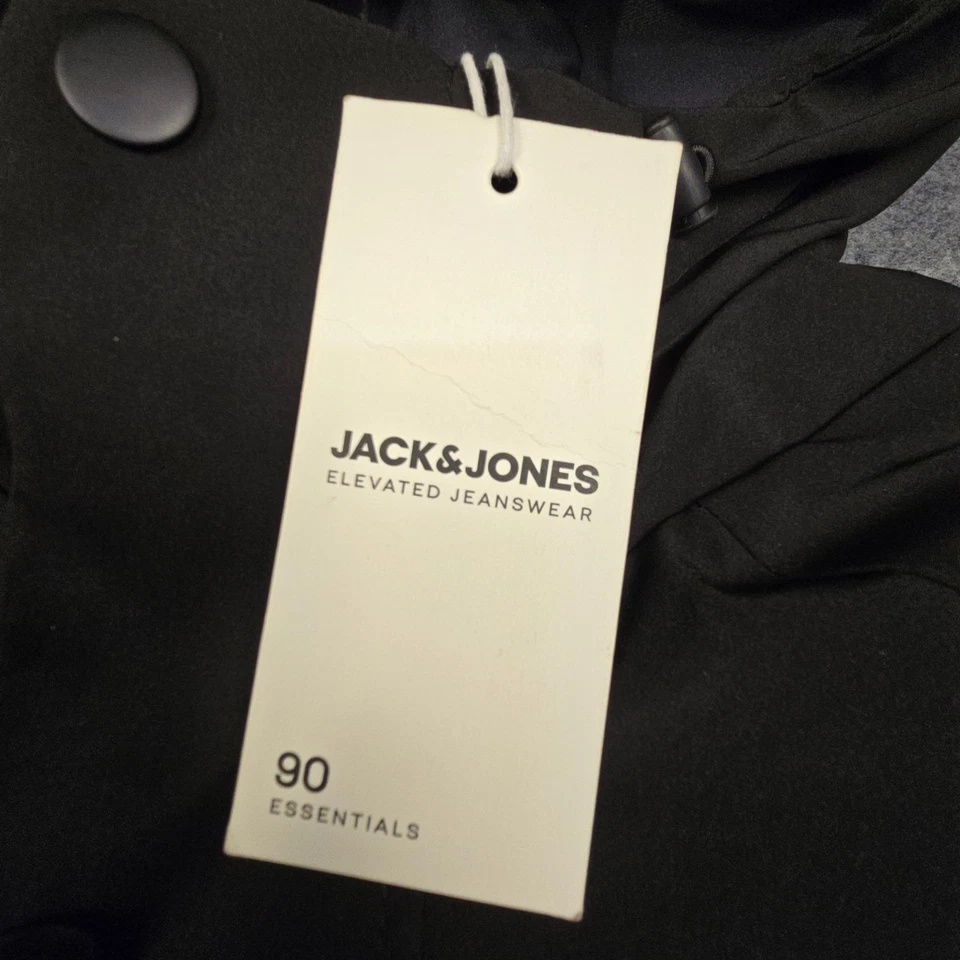 JACK&JONES
ELEVATED JEANSWEAR
90
ESSENTIALS